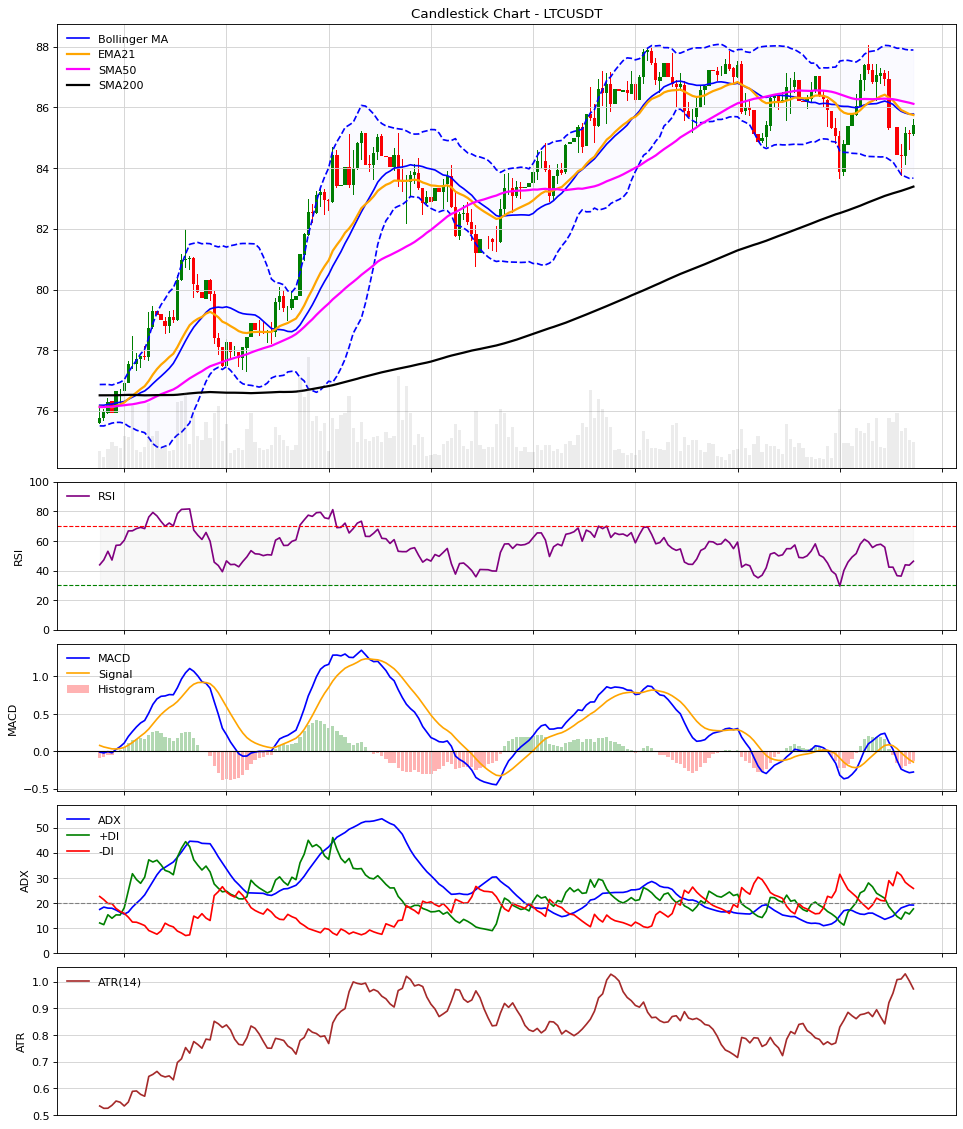 Candlestick Chart - LTCUSDT
Bollinger MA
EMA21
SMA50
SMA200
88
86
84
82
80
78
76
RSI
100
80
60
40
20
0
RSI
MACD
Signal
Histogram
1.0
0.5
0.0
−0.5
MACD
ADX
+DI
-DI
50
40
30
20
10
0
ADX
ATR(14)
1.0
0.9
0.8
0.7
0.6
0.5
ATR